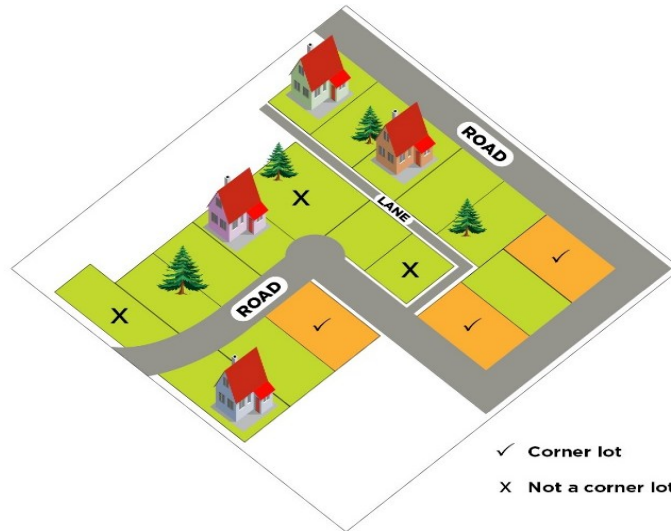 ROAD
✓
LANE
X
✓
X
✓
ROAD
X
✓
✓ Corner lot
X Not a corner lot